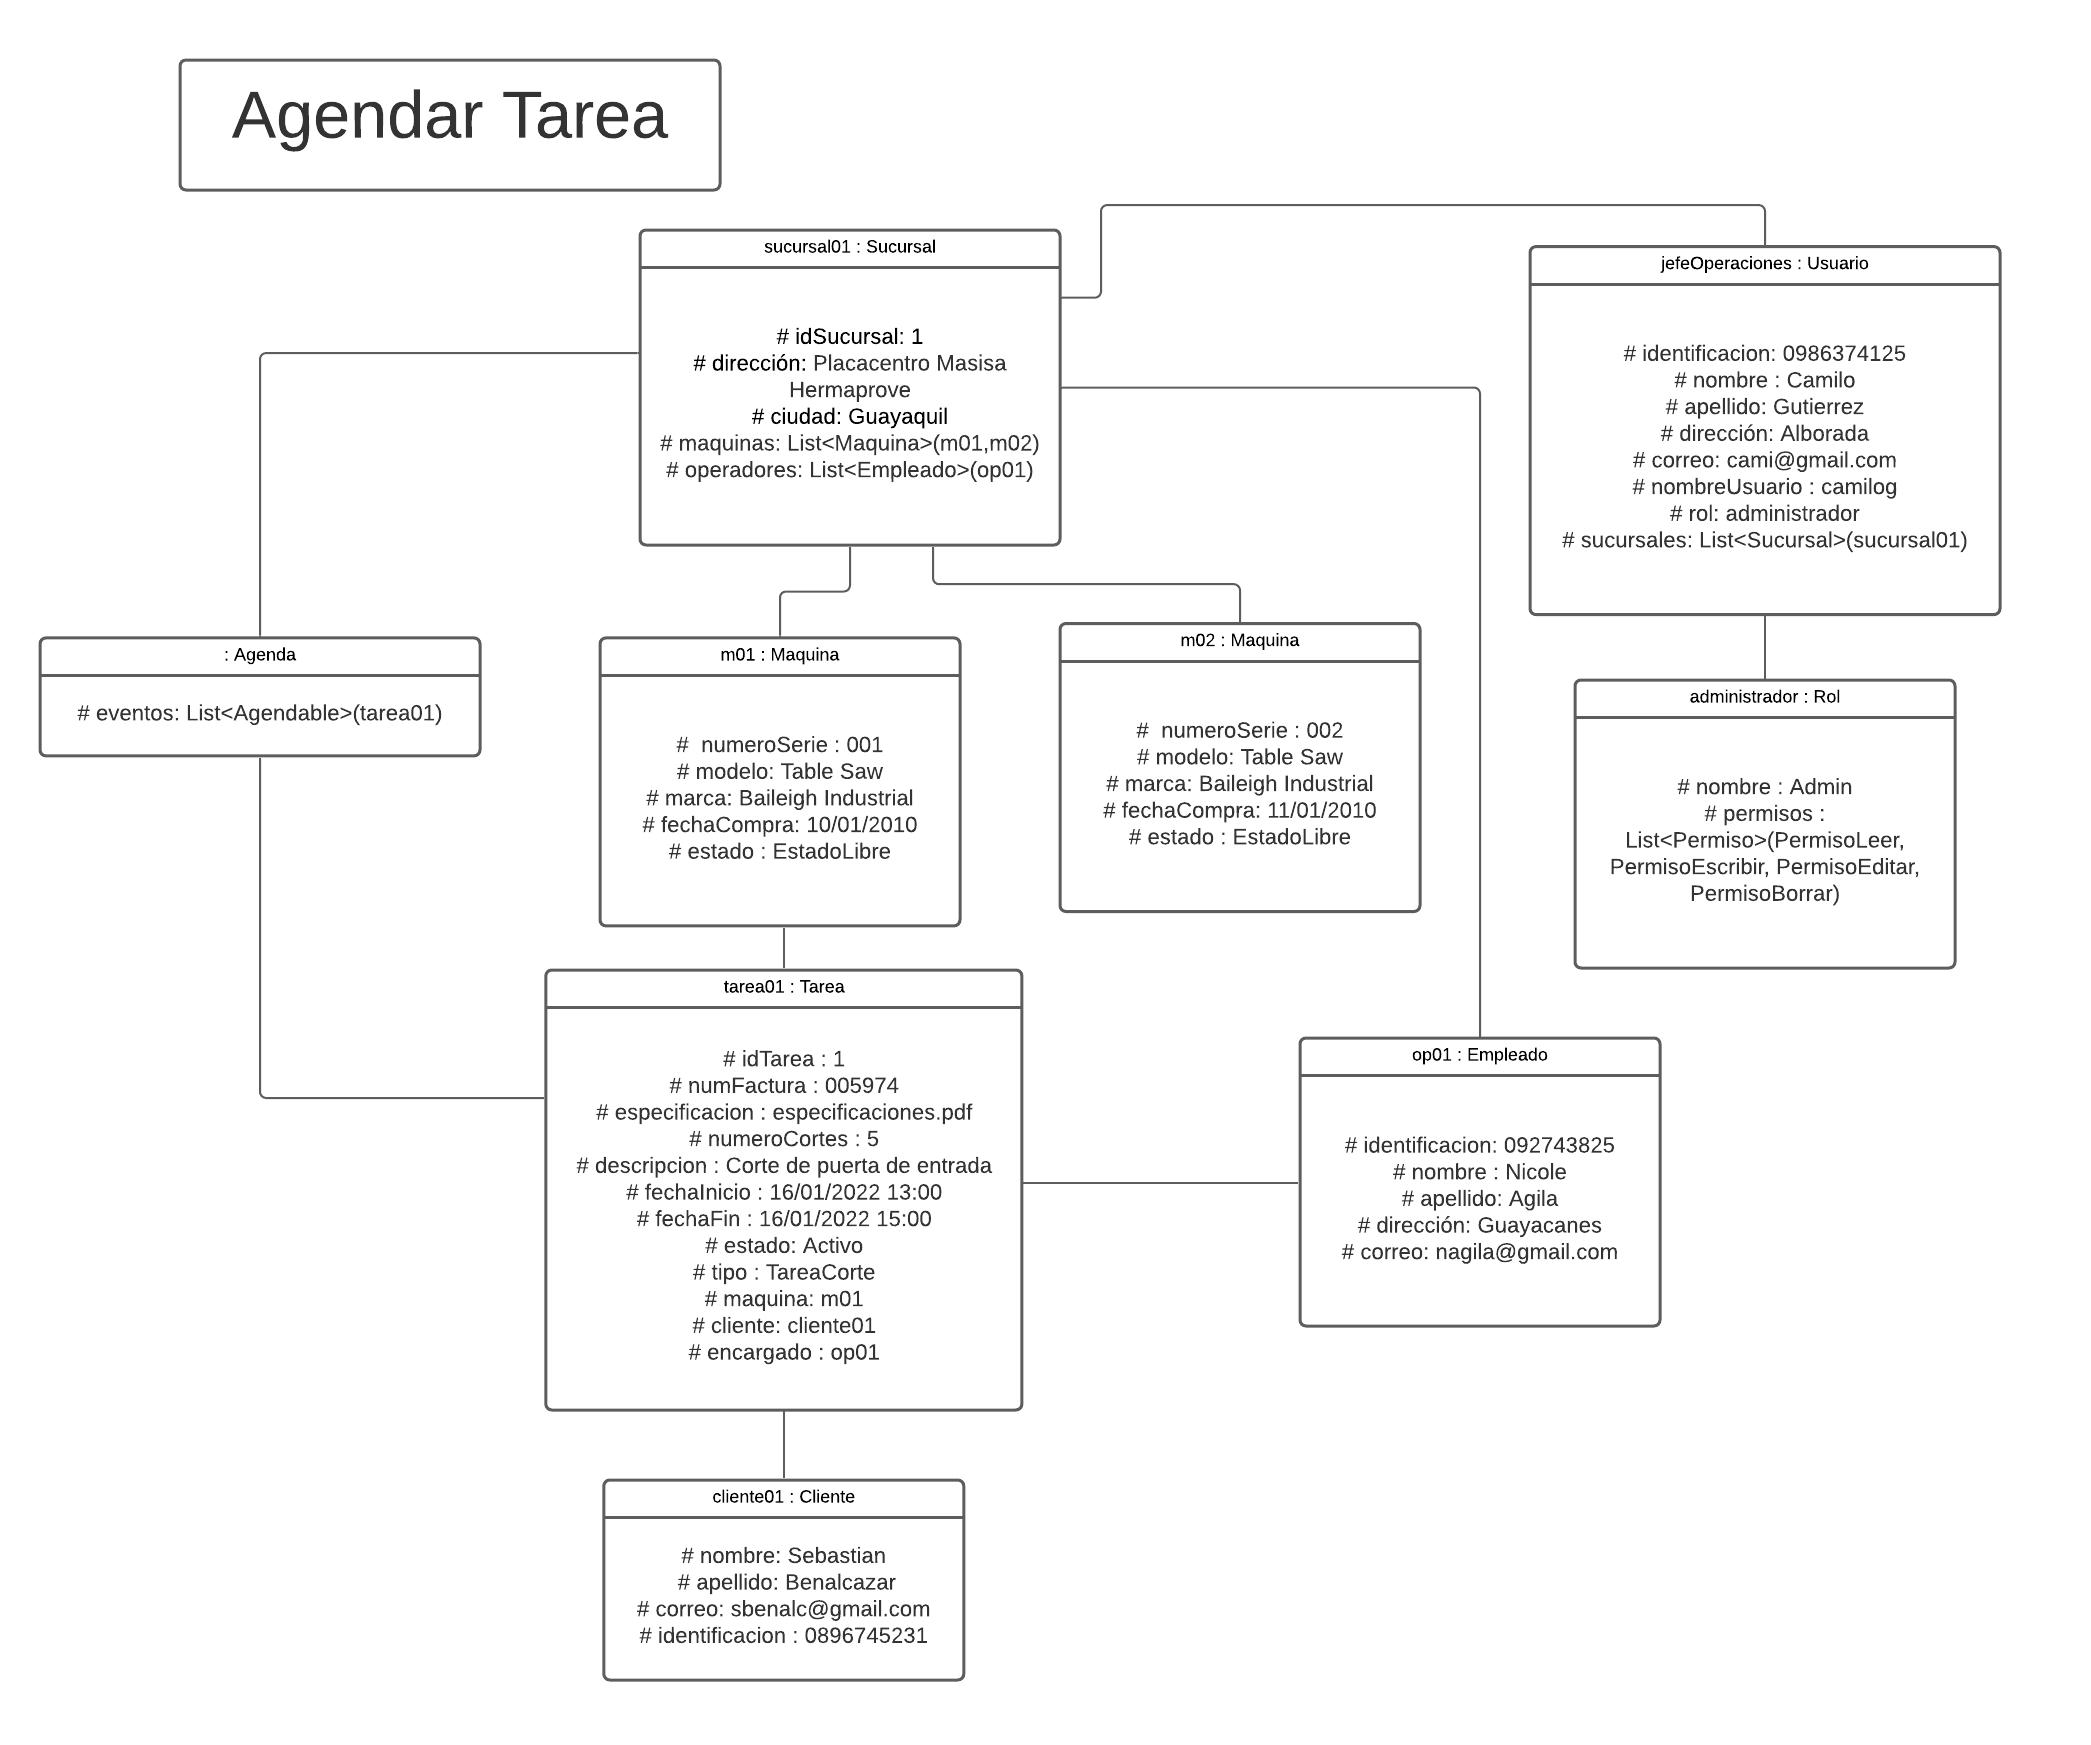 Agendar Tarea
sucursal01 : Sucursal
# idSucursal: 1
# dirección: Placacentro Masisa
Hermaprove
# ciudad: Guayaquil
# maquinas: List<Maquina>(m01,m02)
# operadores: List<Empleado>(op01)
jefeOperaciones : Usuario
# identificacion: 0986374125
# nombre : Camilo
# apellido: Gutierrez
# dirección: Alborada
# correo: cami@gmail.com
# nombreUsuario : camilog
# rol: administrador
# sucursales: List<Sucursal>(sucursal01)
: Agenda
# eventos: List<Agendable>(tarea01)
m01 : Maquina
#  numeroSerie : 001
# modelo: Table Saw
# marca: Baileigh Industrial
# fechaCompra: 10/01/2010
# estado : EstadoLibre
m02 : Maquina
#  numeroSerie : 002
# modelo: Table Saw
# marca: Baileigh Industrial
# fechaCompra: 11/01/2010
# estado : EstadoLibre
administrador : Rol
# nombre : Admin
# permisos :
List<Permiso>(PermisoLeer,
PermisoEscribir, PermisoEditar,
PermisoBorrar)
tarea01 : Tarea
# idTarea : 1
# numFactura : 005974
# especificacion : especificaciones.pdf
# numeroCortes : 5
# descripcion : Corte de puerta de entrada
# fechaInicio : 16/01/2022 13:00
# fechaFin : 16/01/2022 15:00
# estado: Activo
# tipo : TareaCorte
# maquina: m01
# cliente: cliente01
# encargado : op01
op01 : Empleado
# identificacion: 092743825
# nombre : Nicole
# apellido: Agila
# dirección: Guayacanes
# correo: nagila@gmail.com
cliente01 : Cliente
# nombre: Sebastian
# apellido: Benalcazar
# correo: sbenalc@gmail.com
# identificacion : 0896745231